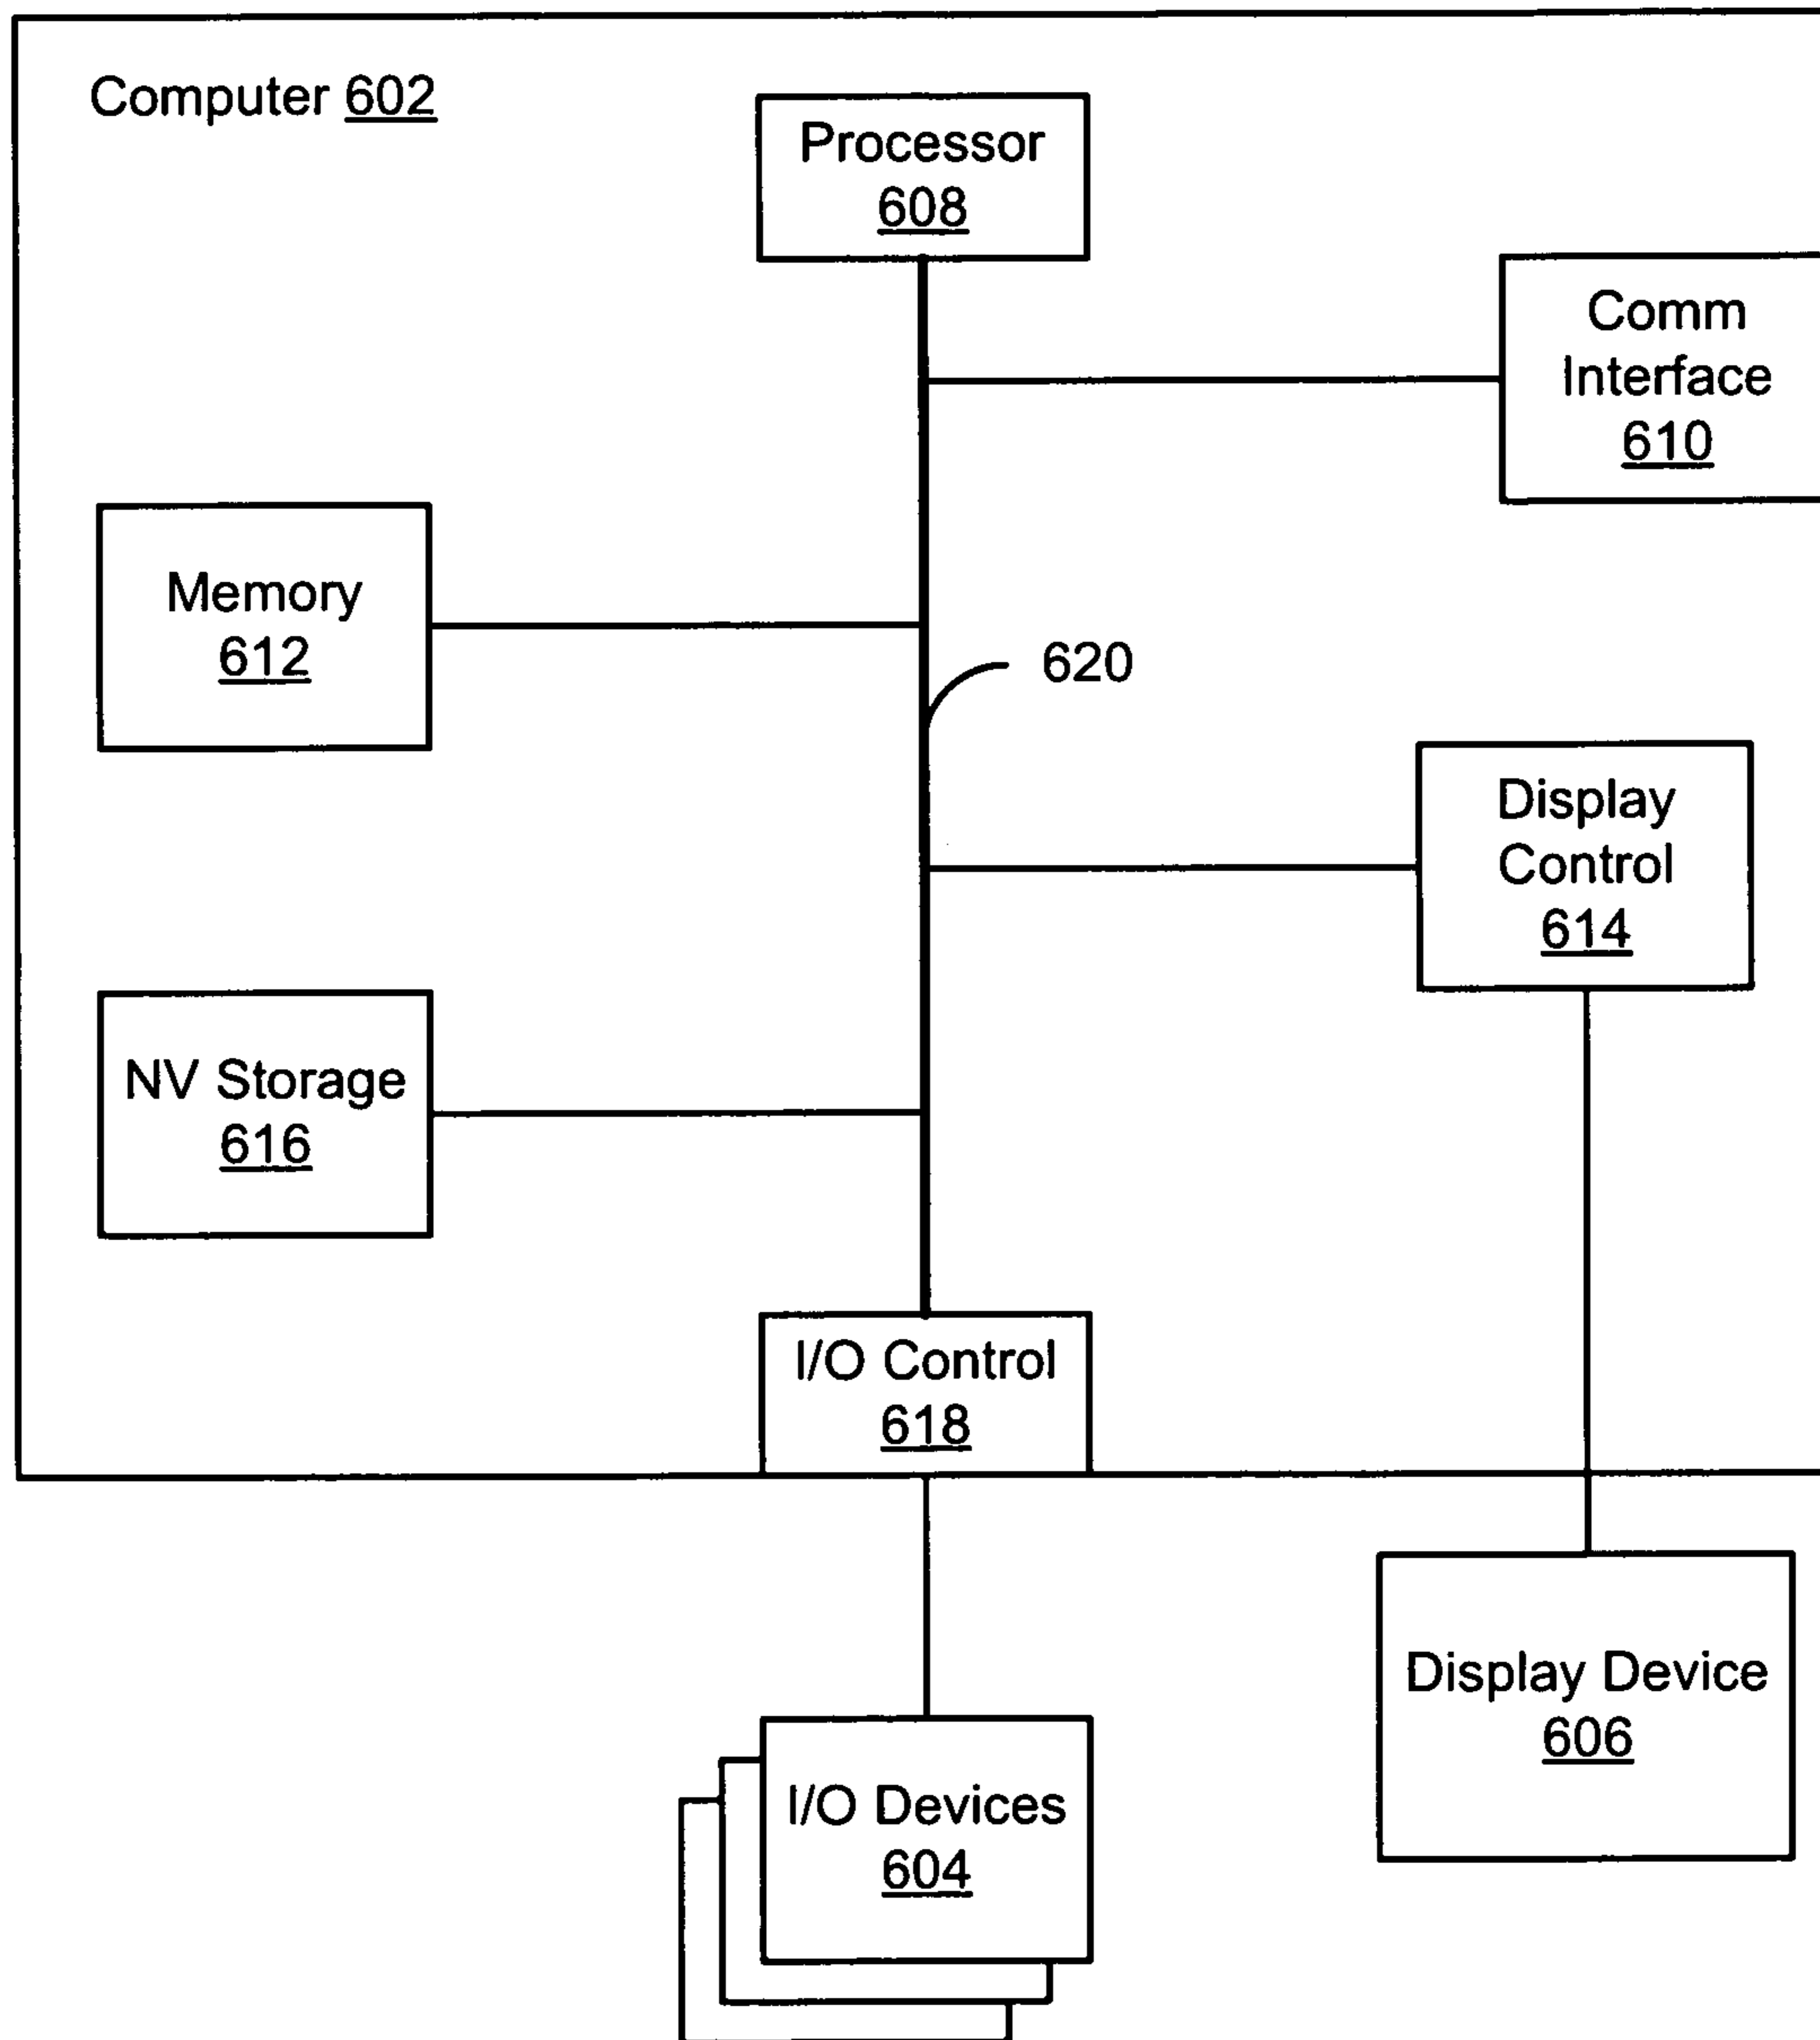 Computer 602
Processor
608
Comm
Interface
610
Memory
612
620
Display
Control
614
NV Storage
616
I/O Control
618
Display Device
606
I/O Devices
604